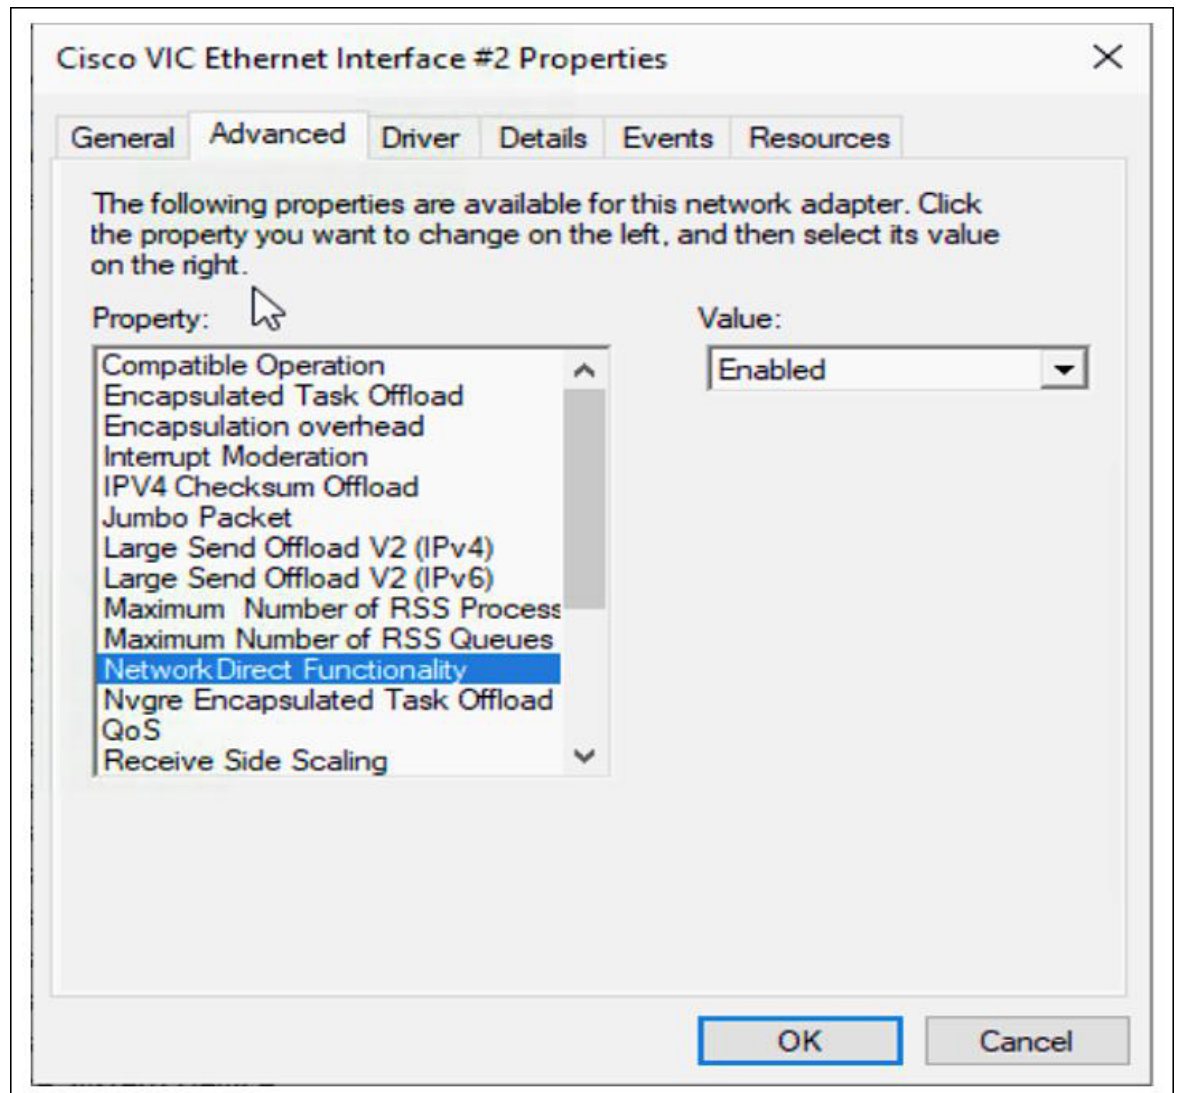 Cisco VIC Ethernet Interface #2 Properties
General Advanced Driver Details Events Resources
The following properties are available for this network adapter. Click
the property you want to change on the left, and then select its value
on the right.
Property: Value:
Compatible Operation Enabled
Encapsulated Task Offload
Encapsulation overhead
Interrupt Moderation
IPV4 Checksum Offload
Jumbo Packet
Large Send Offload V2 (IPv4)
Large Send Offload V2 (IPv6)
Maximum Number of RSS Process
Maximum Number of RSS Queues
NetworkDirect Functionality
Nvgre Encapsulated Task Offload
QoS
Receive Side Scaling
OK Cancel